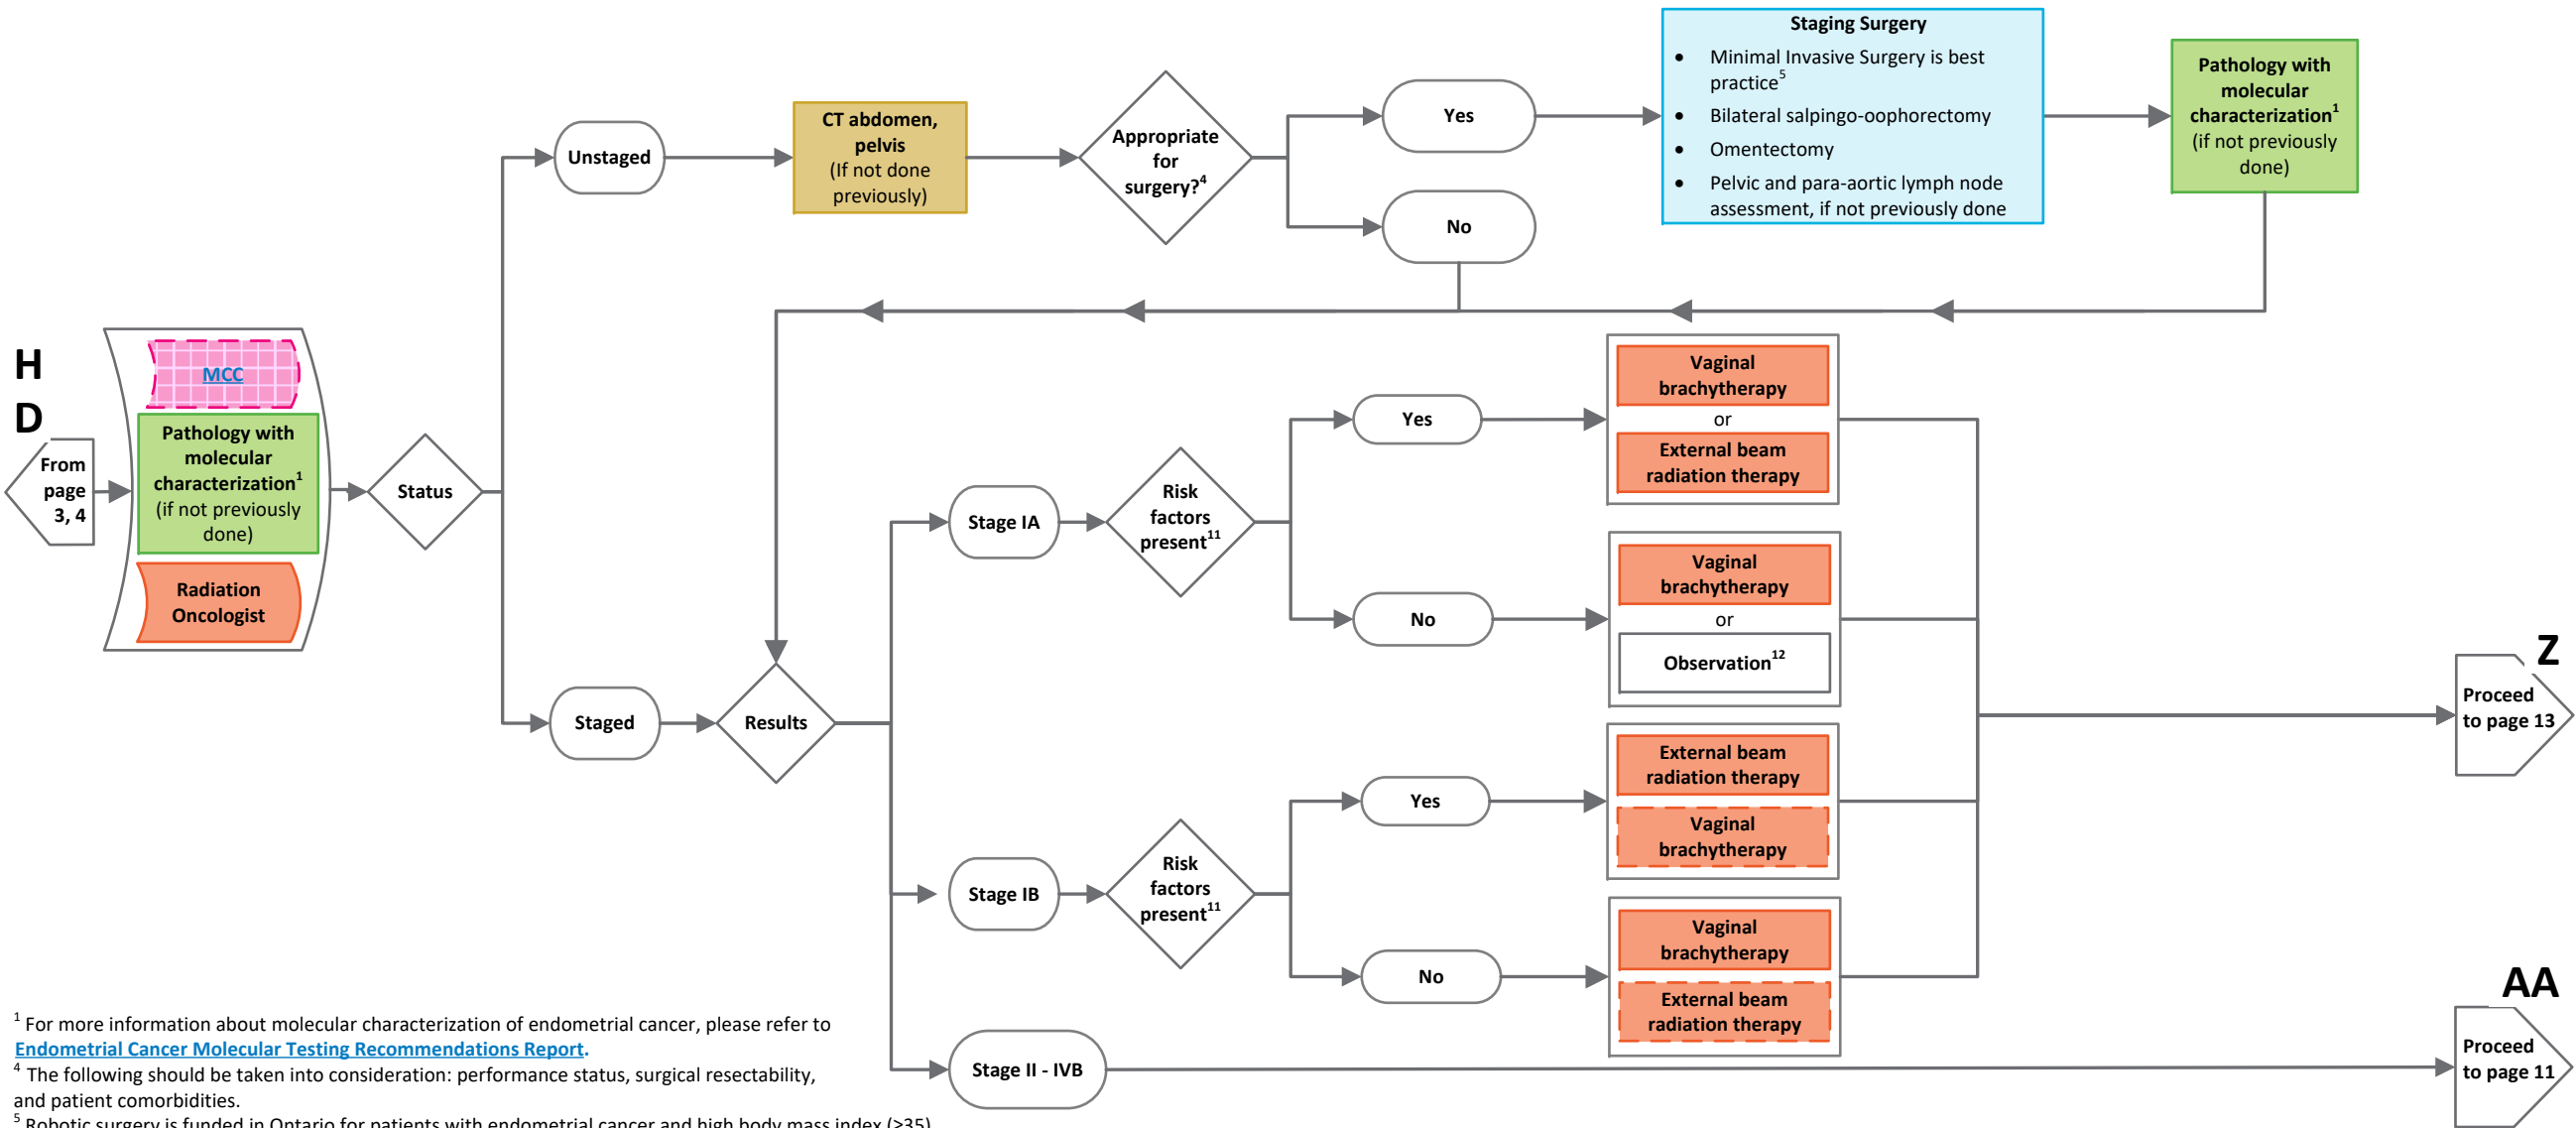 Staging Surgery
• Minimal Invasive Surgery is best
practice5
• Bilateral salpingo-oophorectomy
• Omentectomy
• Pelvic and para-aortic lymph node
assessment, if not previously done
Pathology with
molecular
characterization1
(if not previously
done)
Unstaged
CT abdomen,
pelvis
(If not done
previously)
Appropriate
for
surgery?4
Yes
No
H
D
From
page
3, 4
MCC
Pathology with
molecular
characterization1
(if not previously
done)
Radiation
Oncologist
Status
Staged
Results
Stage IA
Risk
factors
present11
Yes
Vaginal
brachytherapy
or
External beam
radiation therapy
No
Vaginal
brachytherapy
or
Observation12
Stage IB
Risk
factors
present11
Yes
External beam
radiation therapy
Vaginal
brachytherapy
No
Vaginal
brachytherapy
External beam
radiation therapy
Stage II - IVB
Z
Proceed
to page 13
AA
Proceed
to page 11
1 For more information about molecular characterization of endometrial cancer, please refer to
Endometrial Cancer Molecular Testing Recommendations Report.
4 The following should be taken into consideration: performance status, surgical resectability,
and patient comorbidities.
5 Robotic surgery is funded in Ontario for patients with endometrial cancer and high body mass index (≥35)